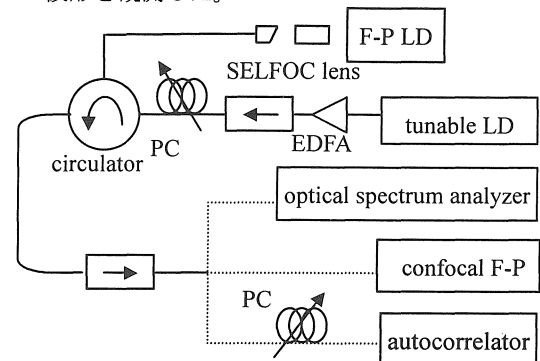 F-P LD
SELFOC lens
tunable LD
EDFA
PC
circulator
optical spectrum analyzer
confocal F-P
PC
autocorrelator